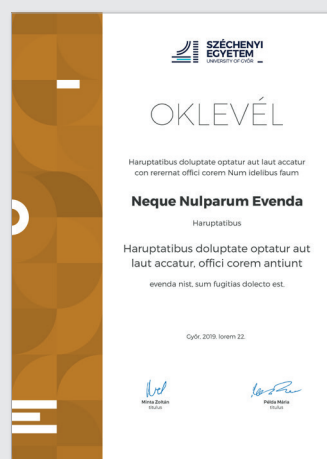 SZÉCHENYI
EGYETEM
UNIVERSITY OF GYŐR
OKLEVÉL
Haruptatibus doluptate optatur aut laut accatur
con rerernat offici corem Num idelibus faum
Neque Nulparum Evenda
Haruptatibus
Haruptatibus doluptate optatur aut
laut accatur, offici corem antiunt
evenda nist, sum fugitias dolecto est.
Győr, 2019. lorem 22.
Minta Zoltán
titulus
Példa Mária
titulus